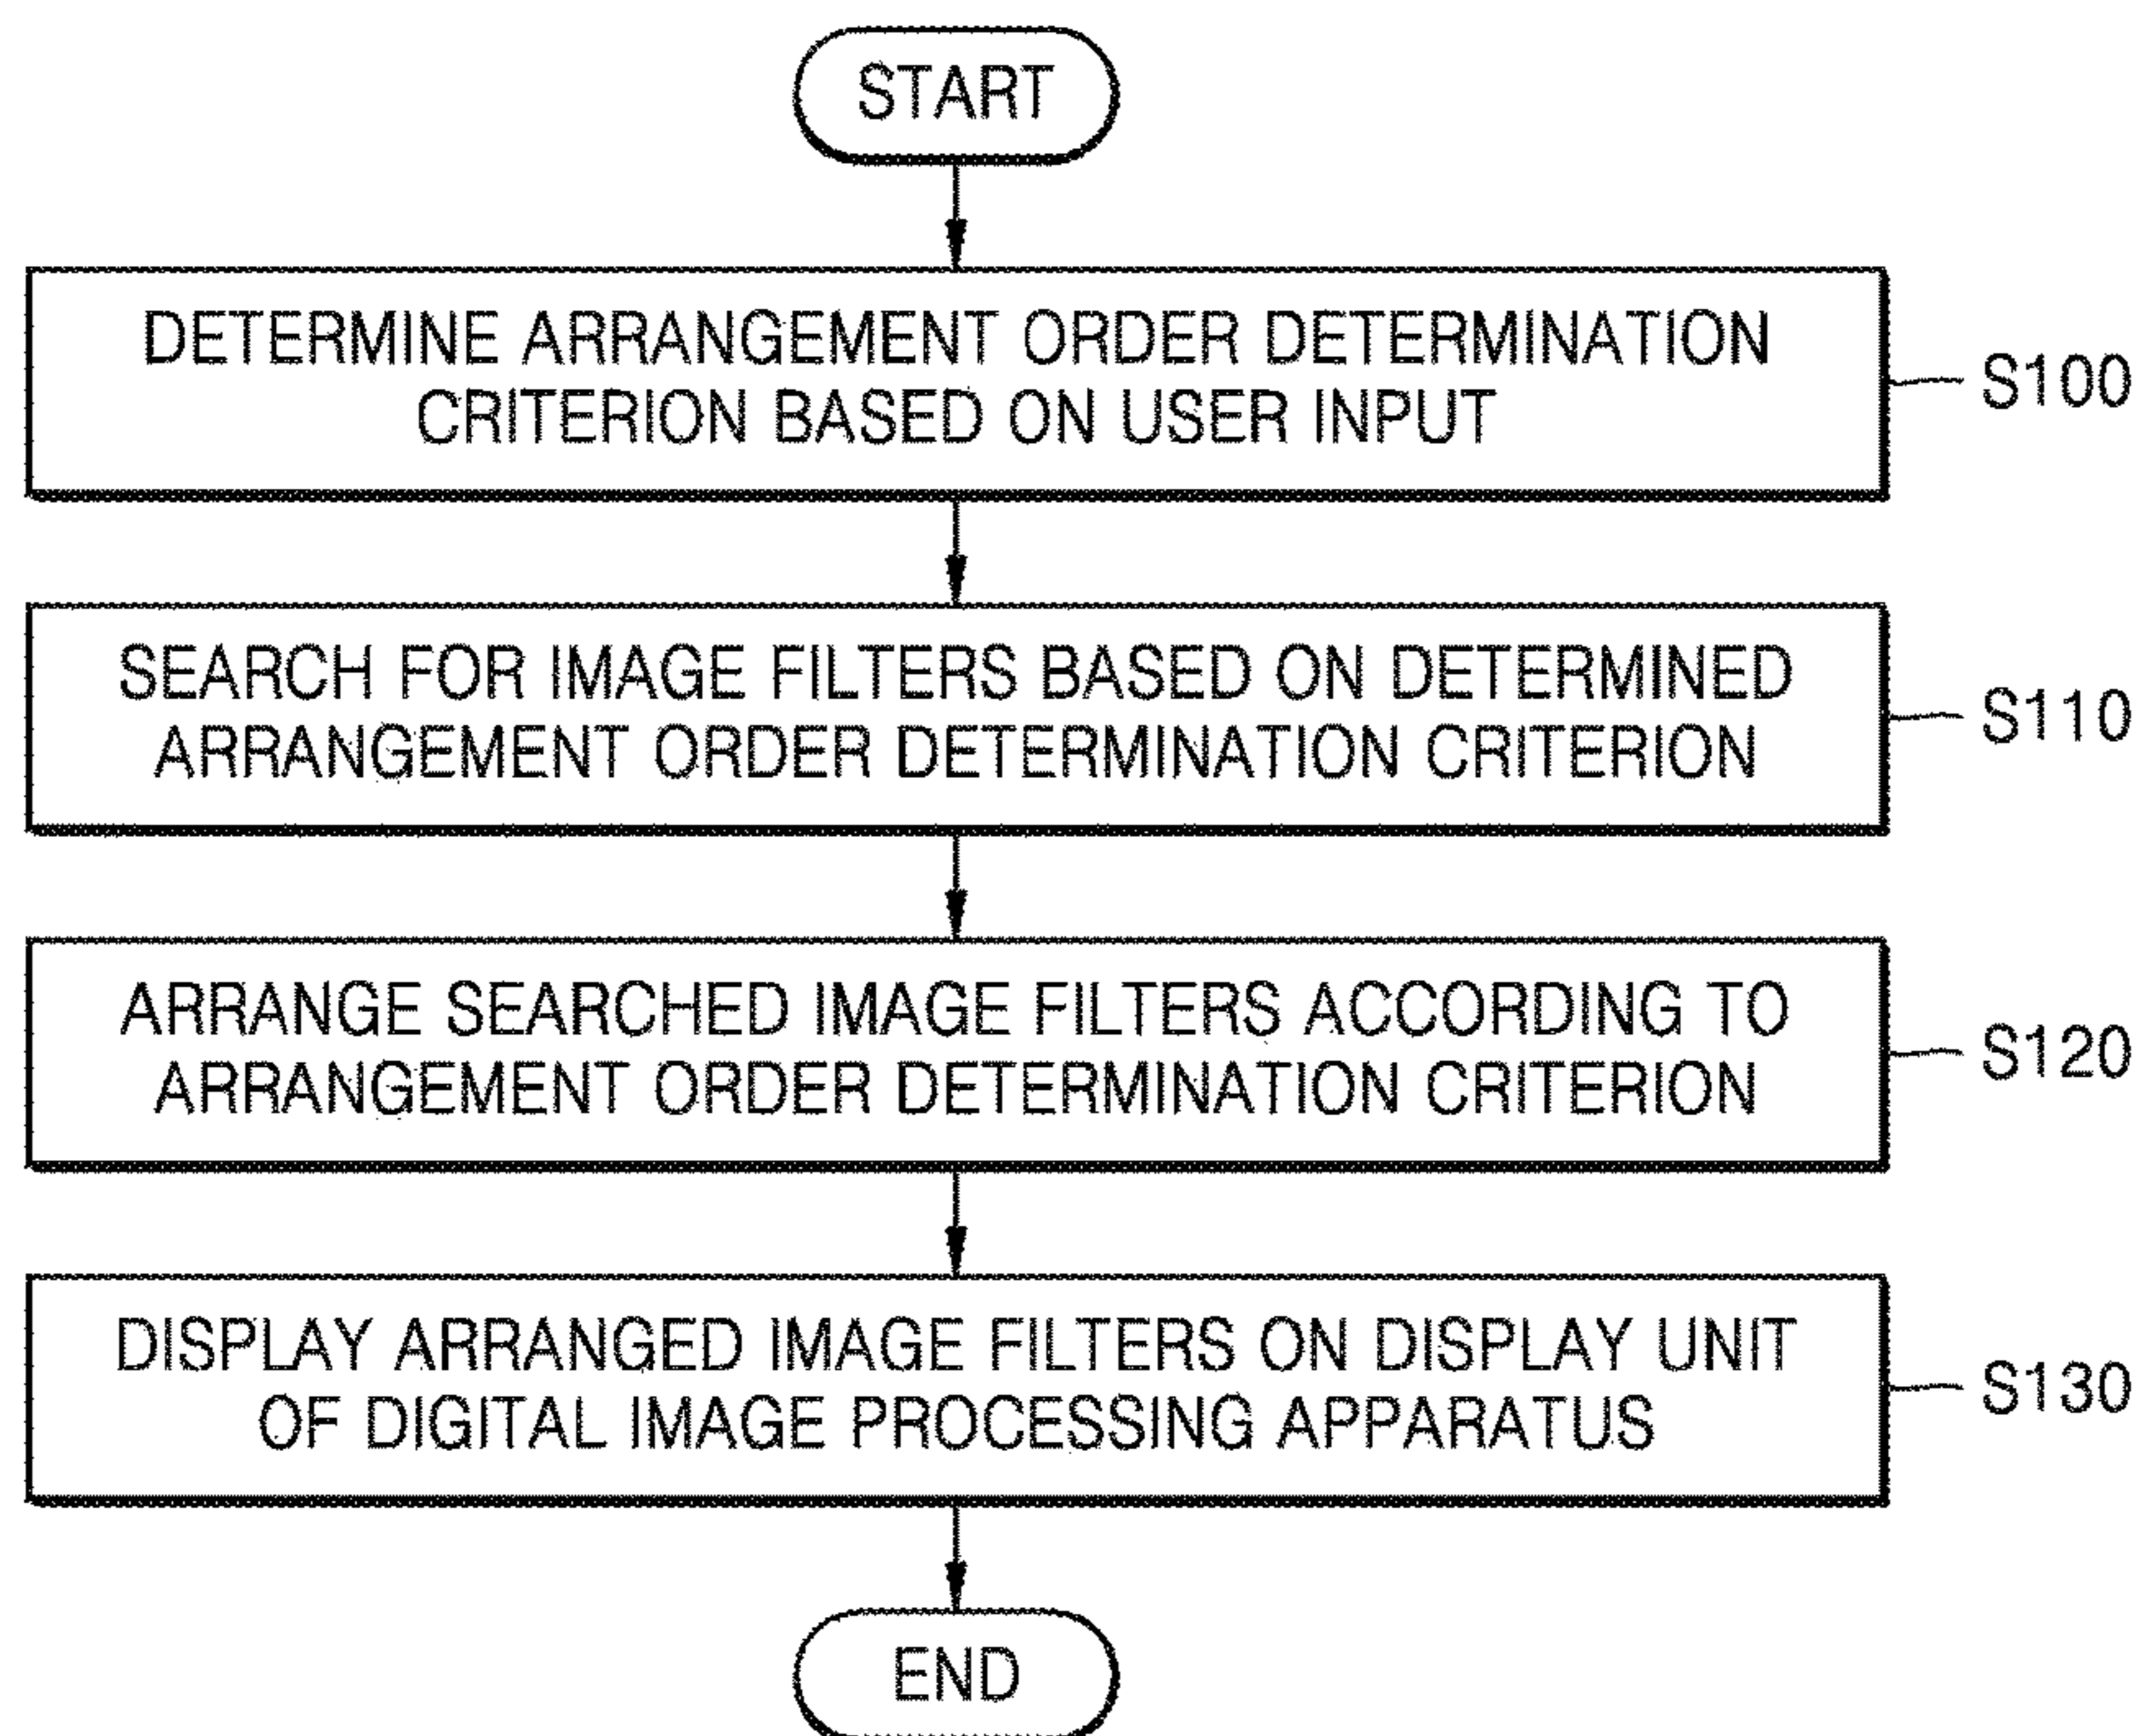 START
DETERMINE ARRANGEMENT ORDER DETERMINATION
CRITERION BASED ON USER INPUT
S100
SEARCH FOR IMAGE FILTERS BASED ON DETERMINED
ARRANGEMENT ORDER DETERMINATION CRITERION
S110
ARRANGE SEARCHED IMAGE FILTERS ACCORDING TO
ARRANGEMENT ORDER DETERMINATION CRITERION
S120
DISPLAY ARRANGED IMAGE FILTERS ON DISPLAY UNIT
OF DIGITAL IMAGE PROCESSING APPARATUS
S130
END